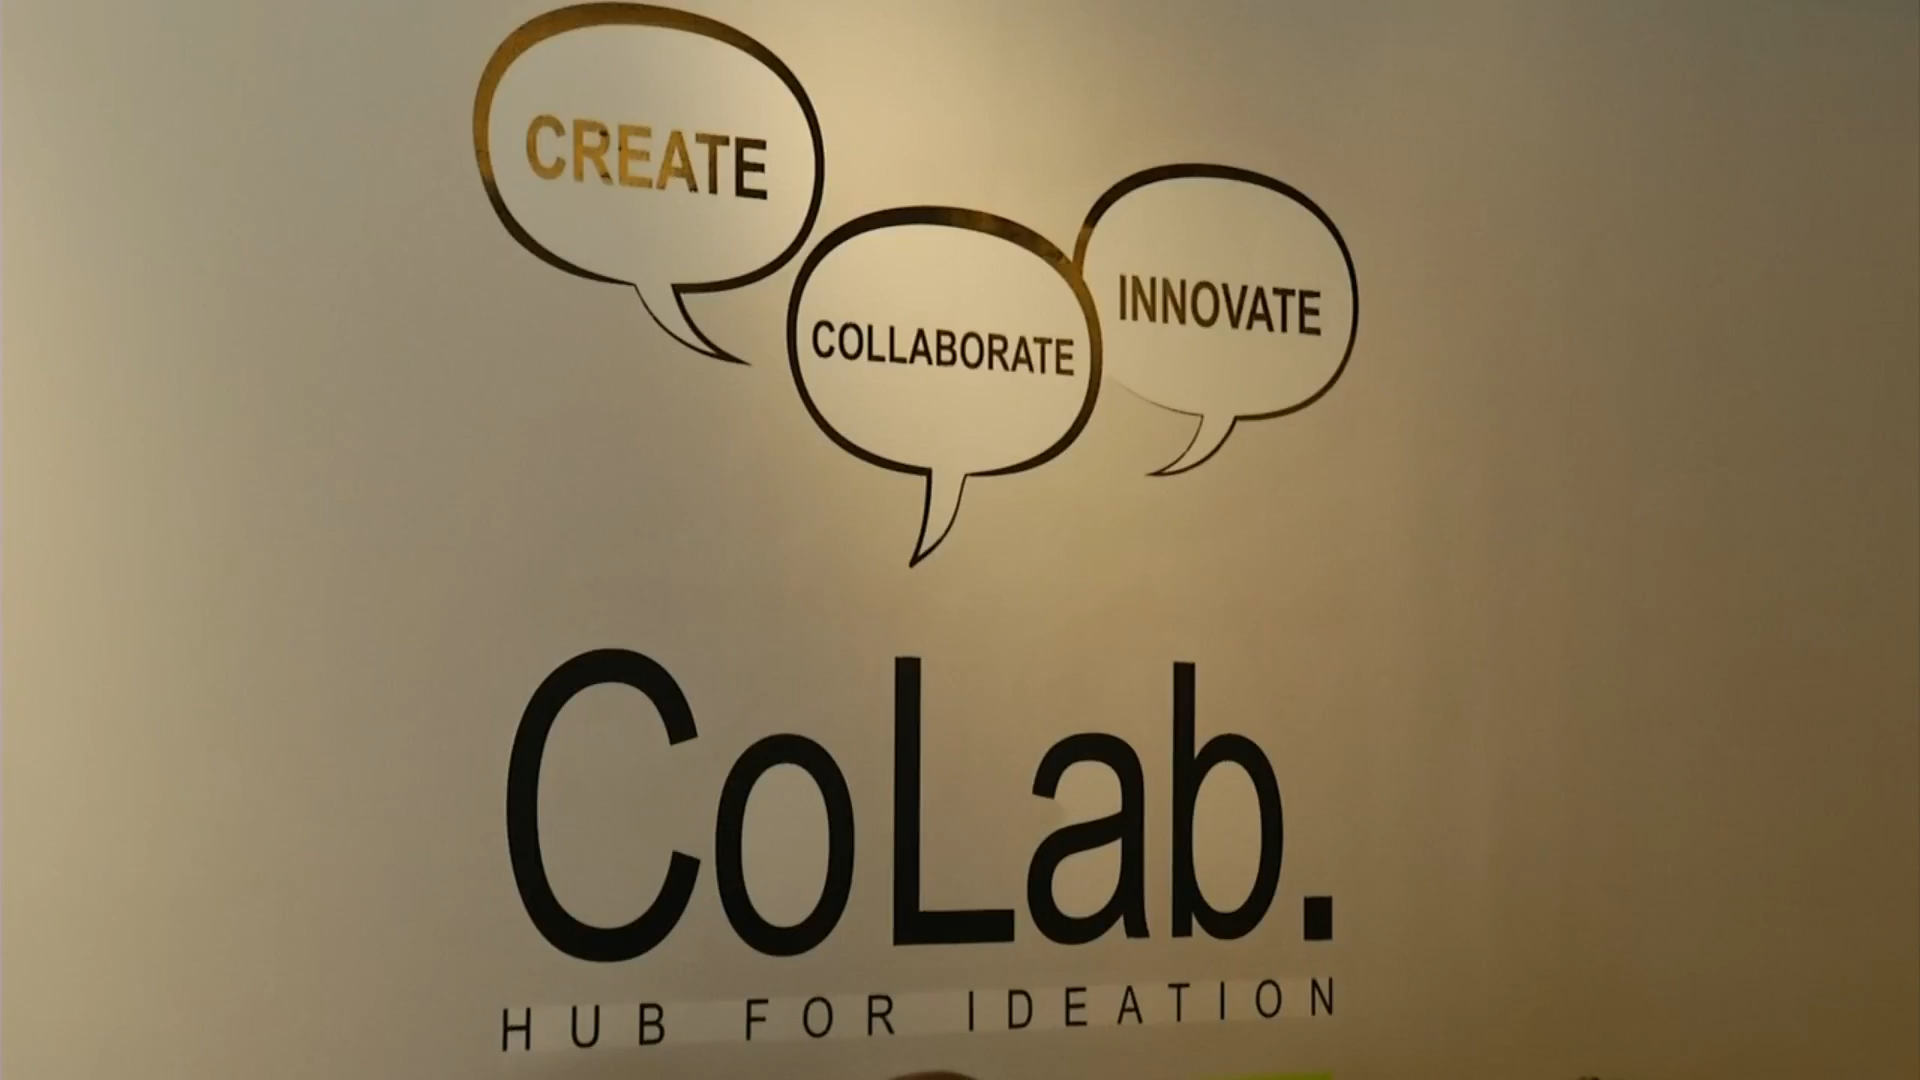 CREATE
COLLABORATE
INNOVATE
CoLab.
HUB FOR IDEATION